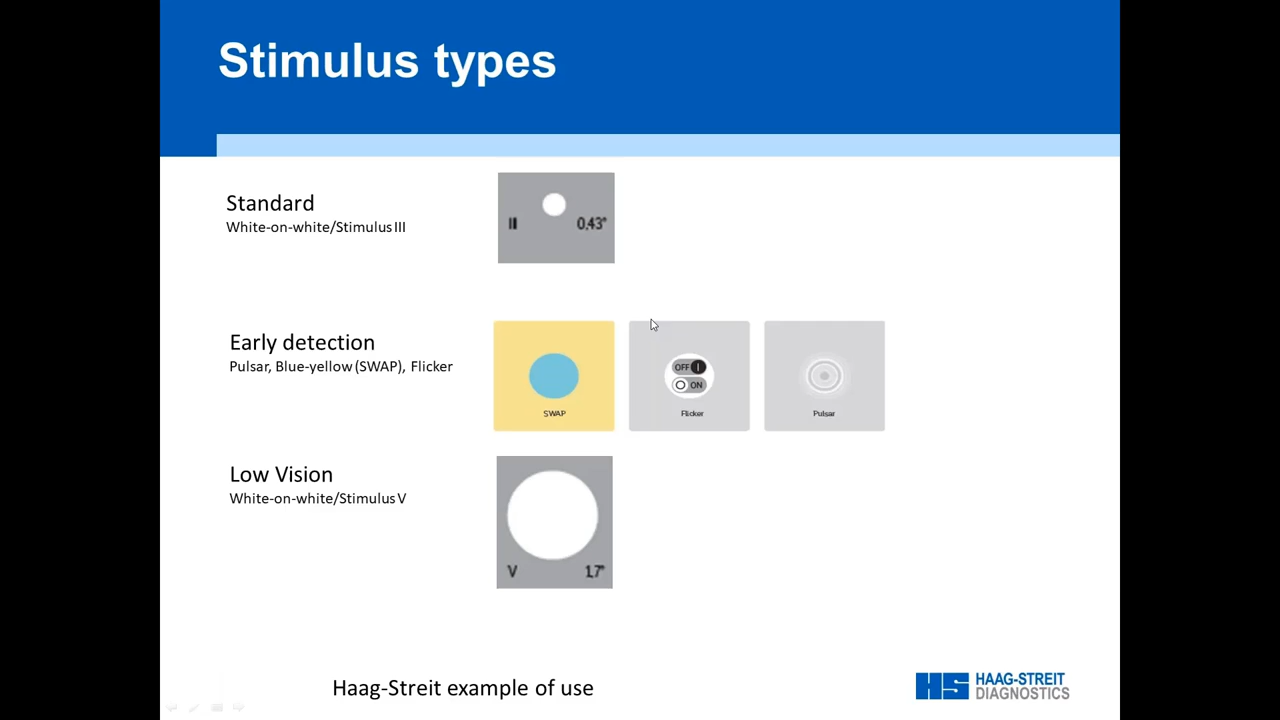 Stimulus types
Standard
White-on-white/Stimulus III
III 0,43°
Early detection
Pulsar, Blue-yellow (SWAP), Flicker
SWAP
OFF
ON
Flicker
Pulsar
Low Vision
White-on-white/Stimulus V
V 1,7°
Haag-Streit example of use
HS HAAG-STREIT
DIAGNOSTICS